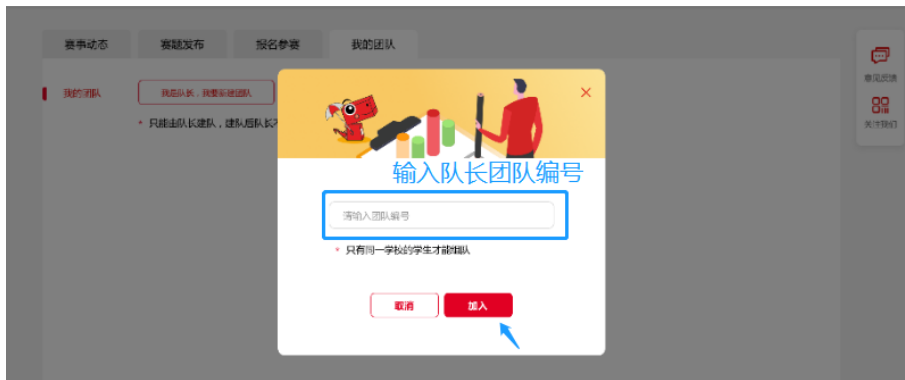 赛事动态
赛题发布
报名参赛
我的团队
我的团队
我是队长，我要新建团队
* 只能由队长建队，建队后队长不
输入队长团队编号
请输入团队编号
* 只有同一学校的学生才能组队
取消
加入
意见反馈
关注我们